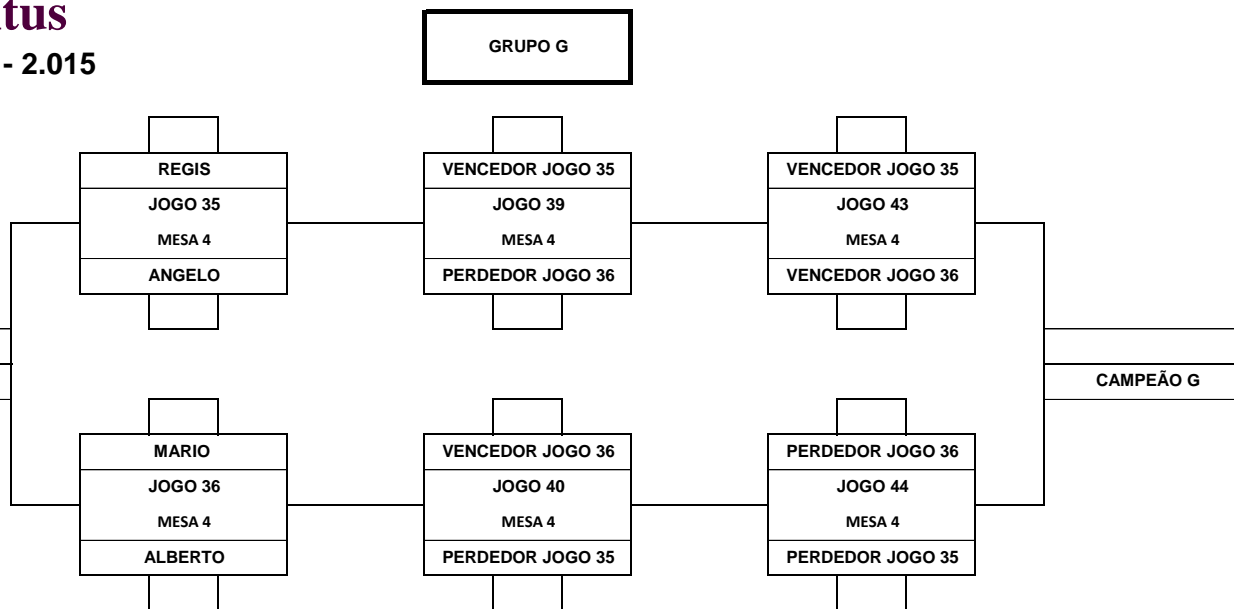 - 2.015
GRUPO G
REGIS
JOGO 35
MESA 4
ANGELO
VENCEDOR JOGO 35
JOGO 39
MESA 4
PERDEDOR JOGO 36
VENCEDOR JOGO 35
JOGO 43
MESA 4
VENCEDOR JOGO 36
CAMPEÃO G
MARIO
JOGO 36
MESA 4
ALBERTO
VENCEDOR JOGO 36
JOGO 40
MESA 4
PERDEDOR JOGO 35
PERDEDOR JOGO 36
JOGO 44
MESA 4
PERDEDOR JOGO 35